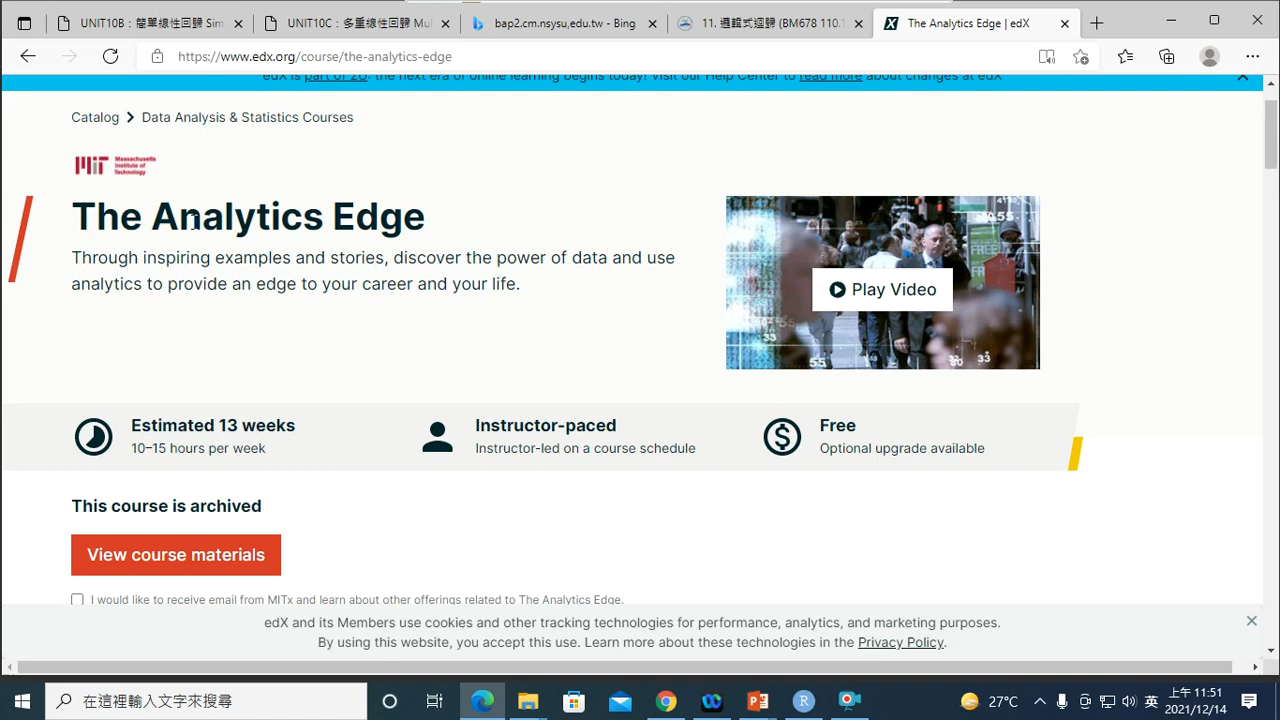 UNIT10B：簡單線性回歸 Sim
UNIT10C：多重線性回歸 Mul
bap2.cm.nsysu.edu.tw - Bing
11. 邏輯式迴歸 (BM678 110.1
The Analytics Edge | edX
https://www.edx.org/course/the-analytics-edge
edX is part of 2U: the next era of online learning begins today! Visit our Help Center to read more about changes at edX
Catalog > Data Analysis & Statistics Courses
MIT Massachusetts
Institute of
Technology
The Analytics Edge
Through inspiring examples and stories, discover the power of data and use
analytics to provide an edge to your career and your life.
Play Video
Estimated 13 weeks
10–15 hours per week
Instructor-paced
Instructor-led on a course schedule
Free
Optional upgrade available
This course is archived
View course materials
I would like to receive email from MITx and learn about other offerings related to The Analytics Edge.
edX and its Members use cookies and other tracking technologies for performance, analytics, and marketing purposes.
By using this website, you accept this use. Learn more about these technologies in the Privacy Policy.
在這裡輸入文字來搜尋
27°C
英
上午 11:51
2021/12/14